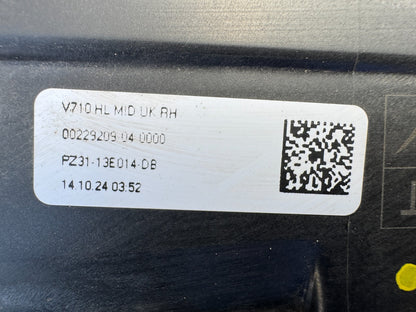 V710 HL MID UK RH
00229209 04 0000
PZ31-13E014-DB
14.10.24 03:52